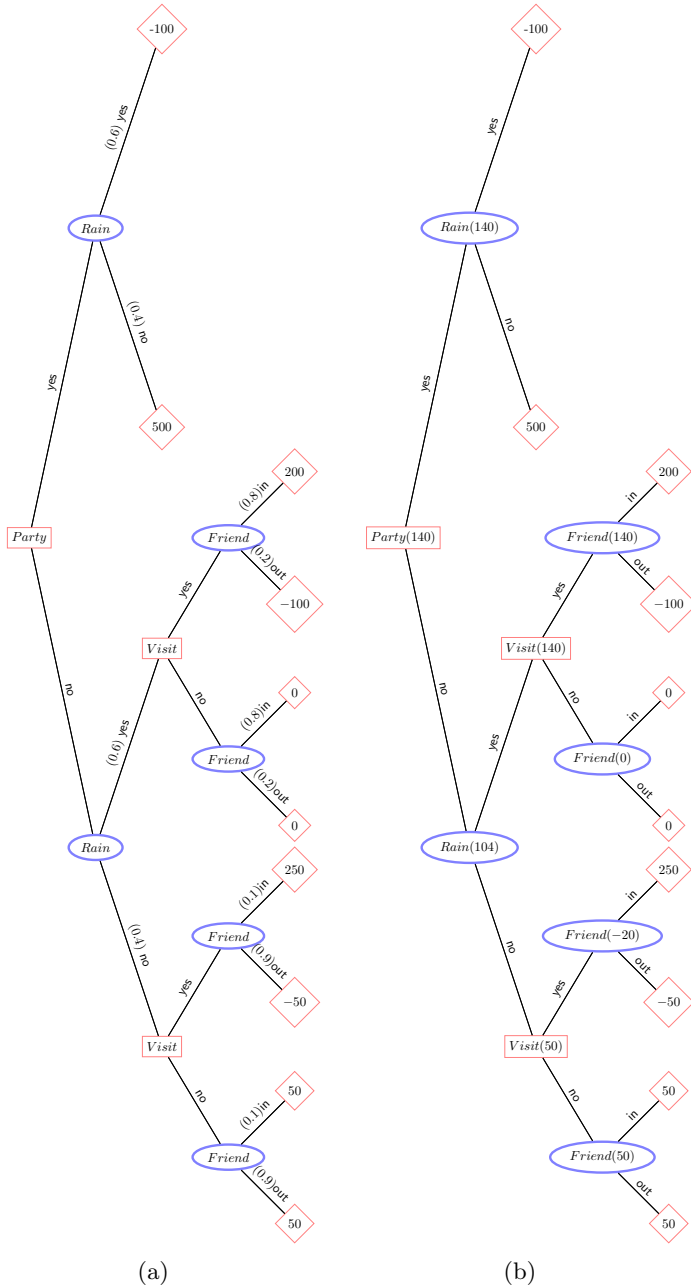 -100
(0.6) yes
Rain
(0.4) no
500
yes
Party
no
200
(0.8)in
Friend
(0.2)out
−100
yes
Visit
no
0
(0.8)in
Friend
(0.2)out
0
(0.6) yes
Rain
(0.4) no
250
(0.1)in
Friend
(0.9)out
−50
yes
Visit
no
50
(0.1)in
Friend
(0.9)out
50
(a)
-100
yes
Rain(140)
no
500
yes
Party(140)
no
200
in
Friend(140)
out
−100
yes
Visit(140)
no
0
in
Friend(0)
out
0
yes
Rain(104)
no
250
in
Friend(−20)
out
−50
yes
Visit(50)
no
50
in
Friend(50)
out
50
(b)